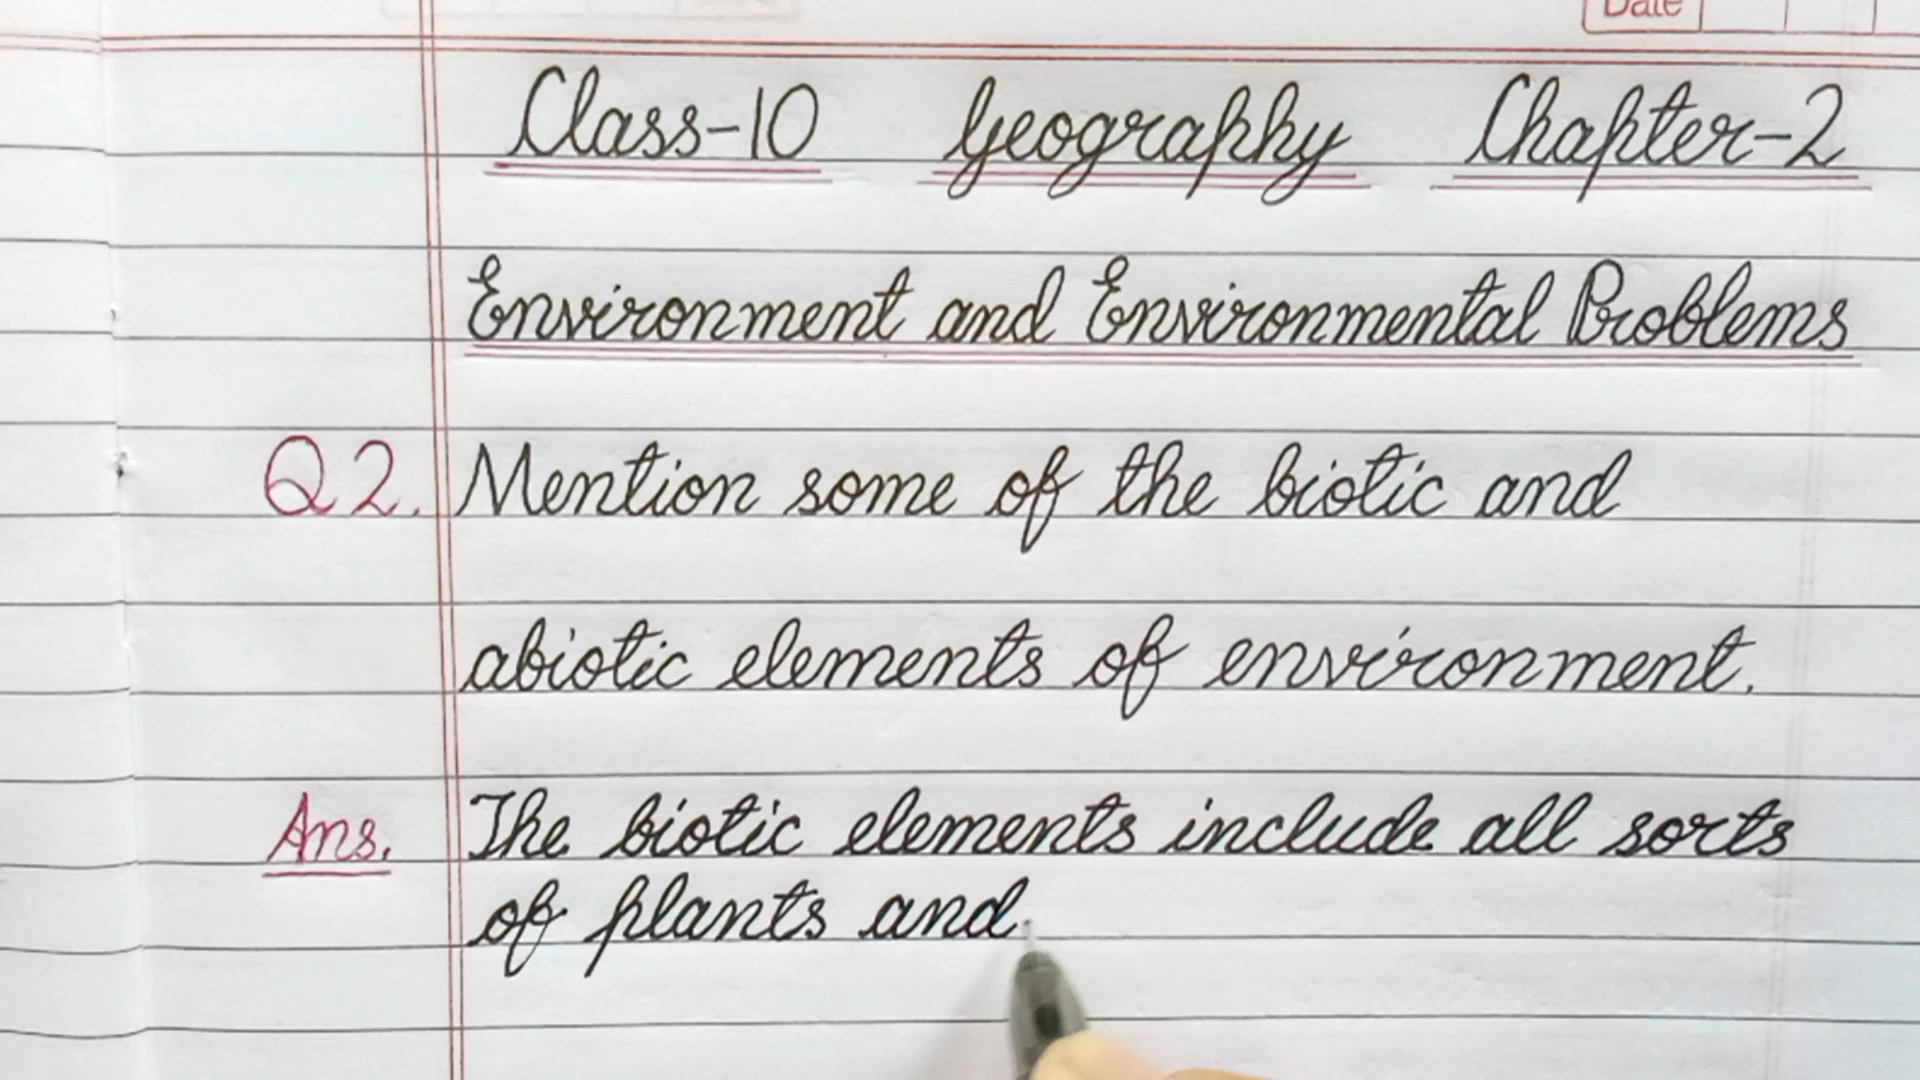 Date
Class-10 Geography Chapter-2
Environment and Environmental Problems
Q2. Mention some of the biotic and
abiotic elements of environment.
Ans. The biotic elements include all sorts
of plants and